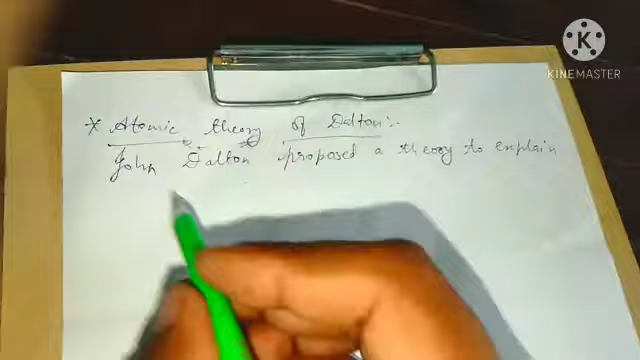 * Atomic theory of Dalton:-
John Dalton proposed a theory to explain
KINEMASTER